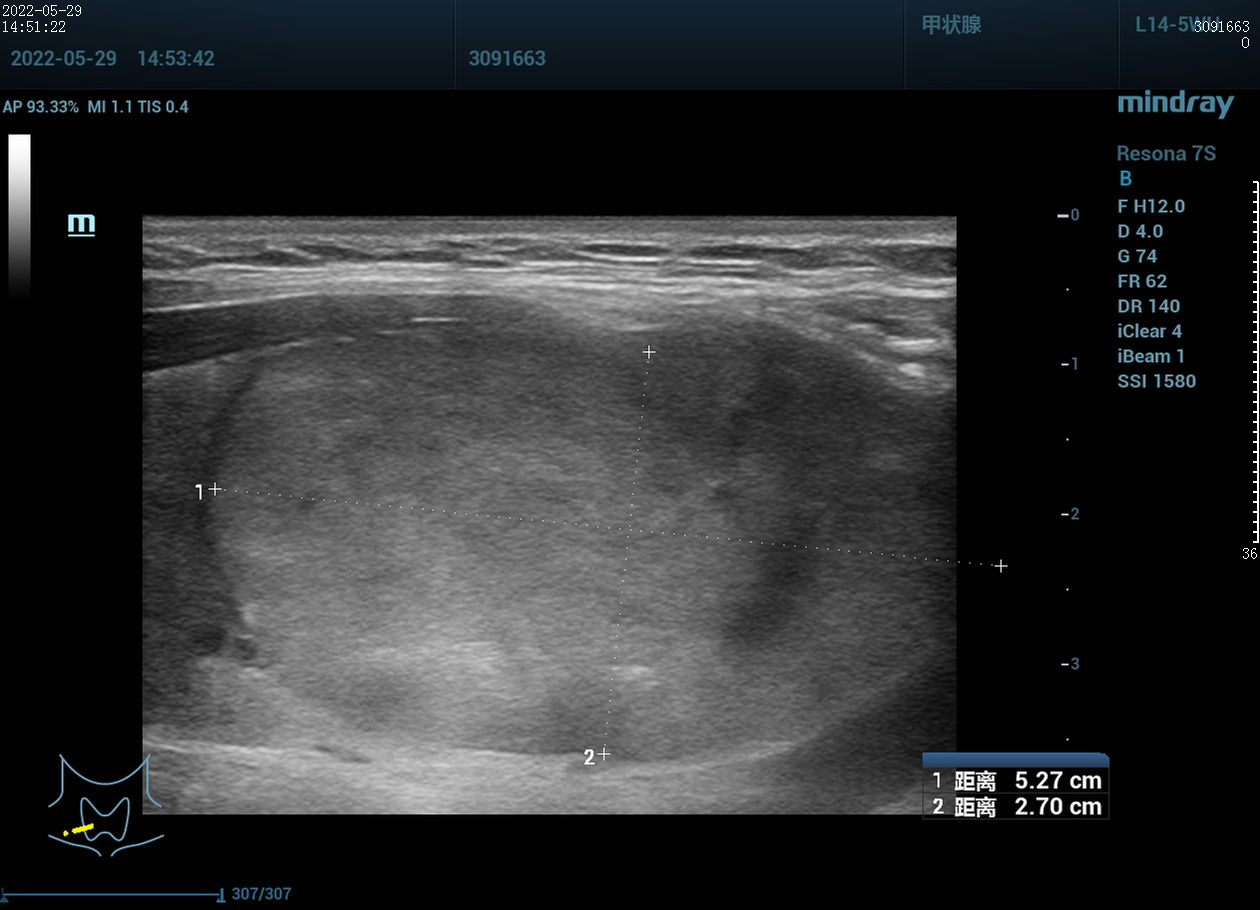 2022-05-29
14:51:22
甲状腺
3091663
0
2022-05-29 14:53:42
3091663
AP 93.33% MI 1.1 TIS 0.4
mindray
Resona 7S
B
F H12.0
D 4.0
G 74
FR 62
DR 140
iClear 4
iBeam 1
SSI 1580
m
0
1
2
3
36
1
2
1 距离 5.27 cm
2 距离 2.70 cm
307/307